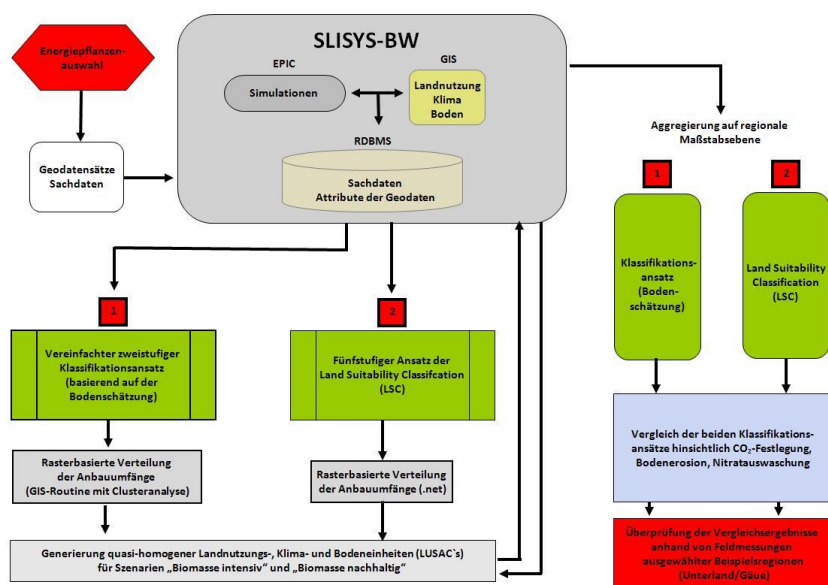 Energiepflanzen-
auswahl
Geodatensätze
Sachdaten
SLISYS-BW
EPIC
Simulationen
GIS
Landnutzung
Klima
Boden
RDBMS
Sachdaten
Attribute der Geodaten
Aggregierung auf regionale
Maßstabsebene
1
2
Klassifikations-
ansatz
(Boden-
schätzung)
Land Suitability
Classification
(LSC)
1
2
Vereinfachter zweistufiger
Klassifikationsansatz
(basierend auf der
Bodenschätzung)
Fünfstufiger Ansatz der
Land Suitability Classifcation
(LSC)
Rasterbasierte Verteilung
der Anbauumfänge
(GIS-Routine mit Clusteranalyse)
Rasterbasierte Verteilung
der Anbauumfänge (.net)
Vergleich der beiden Klassifikations-
ansätze hinsichtlich CO₂-Festlegung,
Bodenerosion, Nitratauswaschung
Generierung quasi-homogener Landnutzungs-, Klima- und Bodeneinheiten (LUSAC`s)
für Szenarien „Biomasse intensiv“ und „Biomasse nachhaltig“
Überprüfung der Vergleichsergebnisse
anhand von Feldmessungen
ausgewählter Beispielsregionen
(Unterland/Gäue)